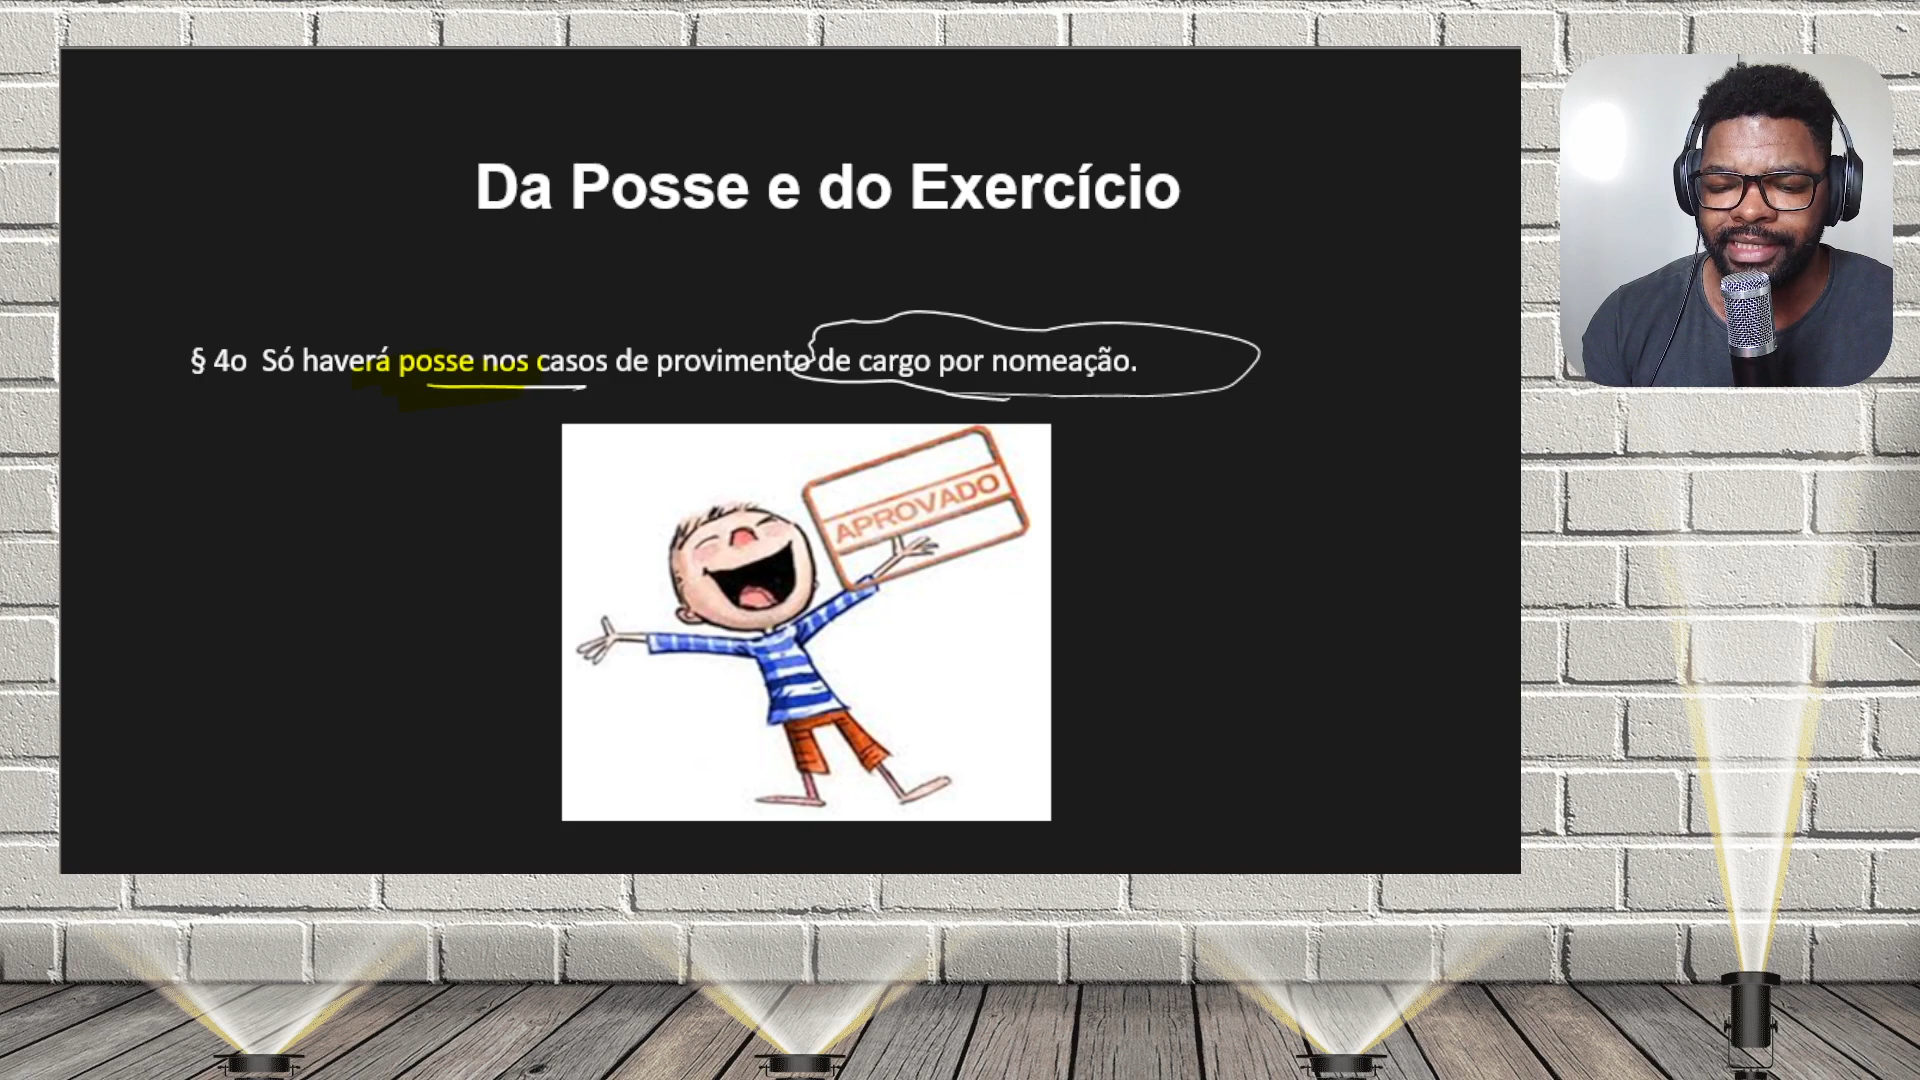 Da Posse e do Exercício
§ 4o  Só haverá posse nos casos de provimento de cargo por nomeação.
APROVADO